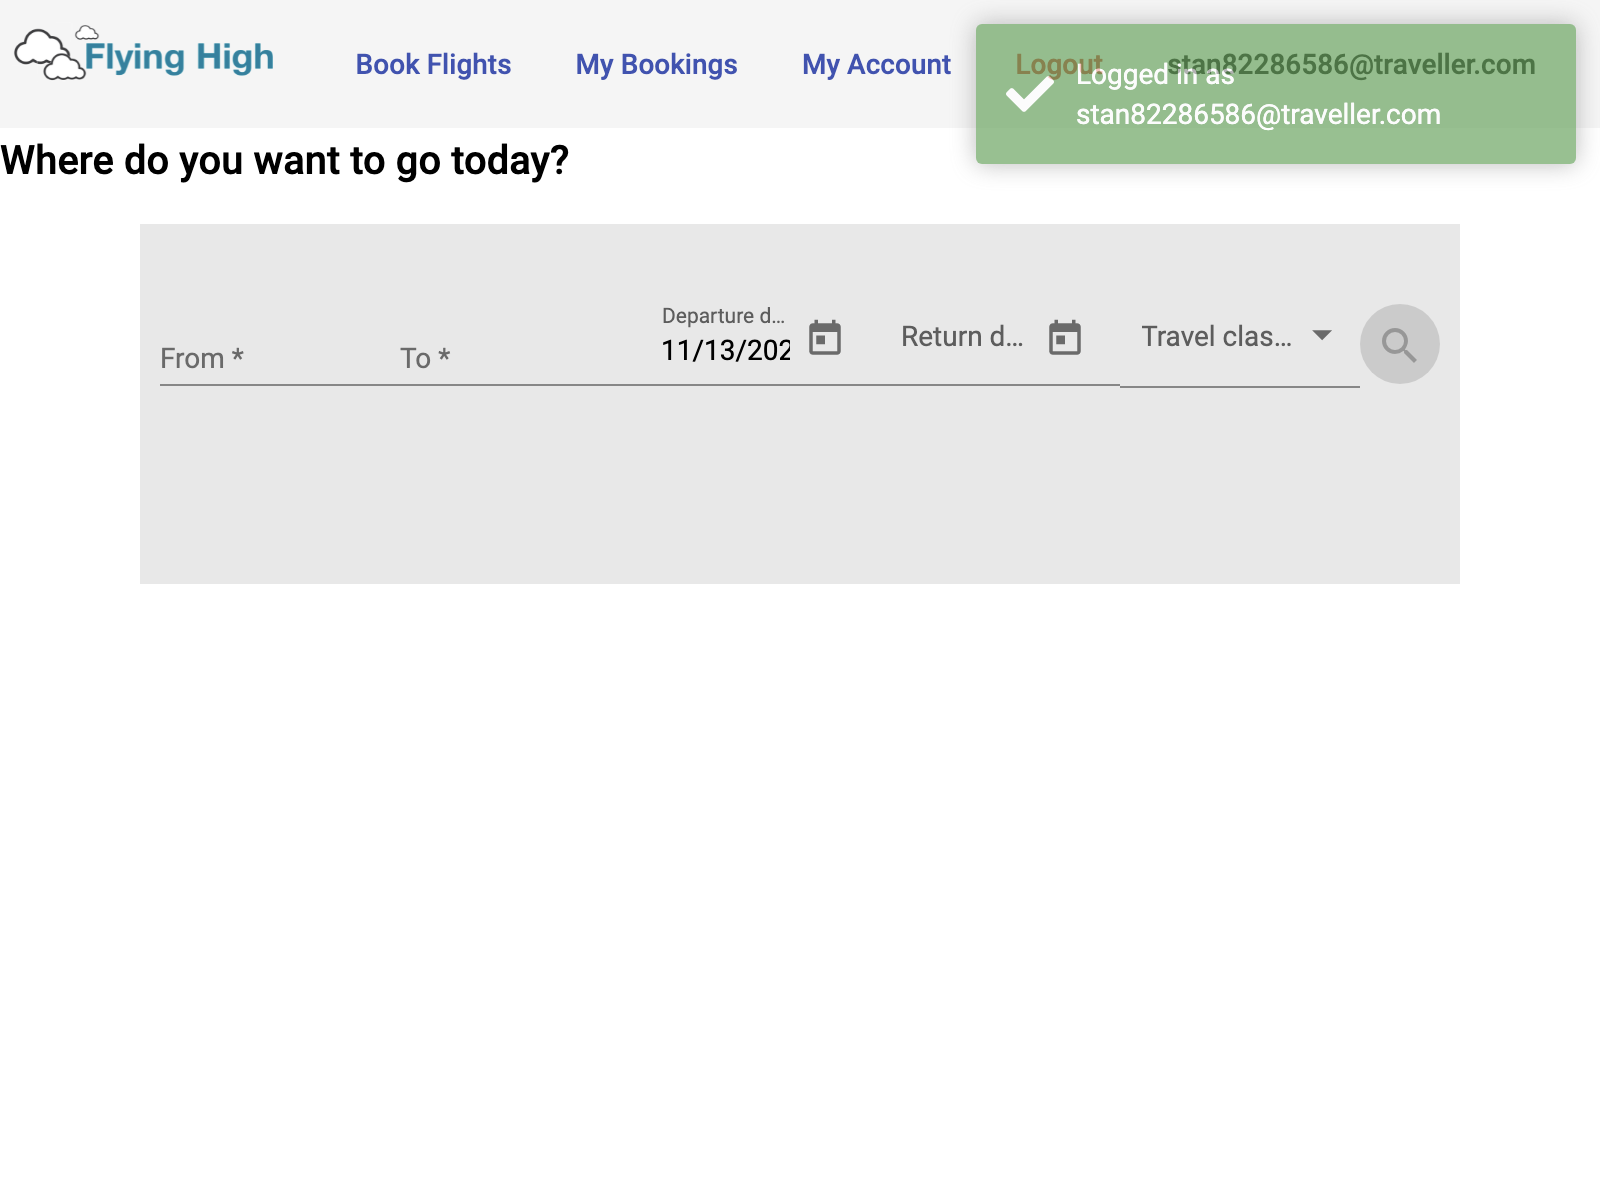 Flying High
Book Flights
My Bookings
My Account
Logout
stan82286586@traveller.com
Logged in as
stan82286586@traveller.com
Where do you want to go today?
From *
To *
Departure d...
11/13/202
Return d...
Travel clas...